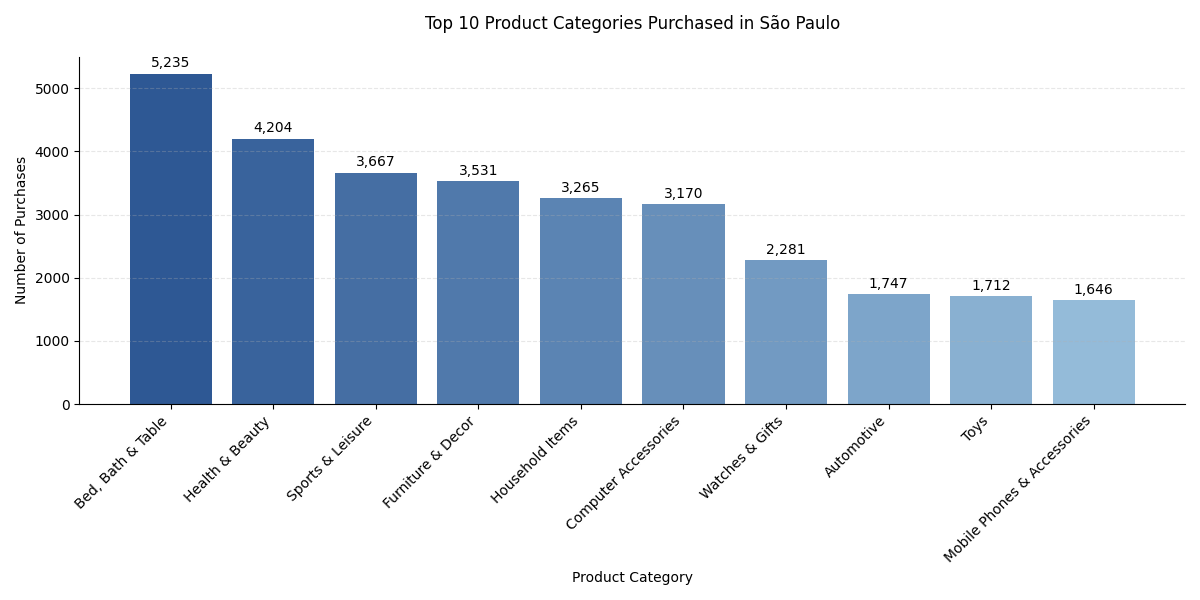 Top 10 Product Categories Purchased in São Paulo
Number of Purchases
5000
4000
3000
2000
1000
0
5,235
4,204
3,667
3,531
3,265
3,170
2,281
1,747
1,712
1,646
Bed, Bath & Table
Health & Beauty
Sports & Leisure
Furniture & Decor
Household Items
Computer Accessories
Watches & Gifts
Automotive
Toys
Mobile Phones & Accessories
Product Category